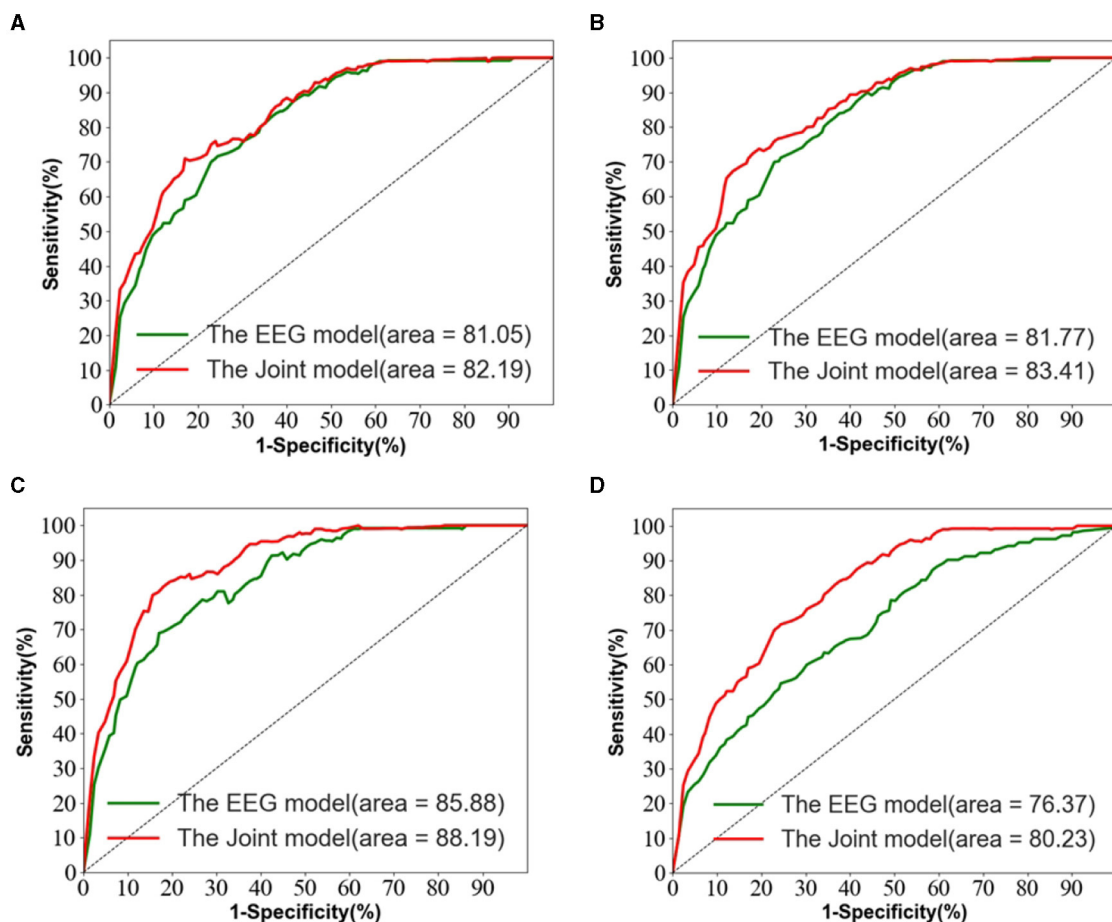 A
Sensitivity(%)
100
90
80
70
60
50
40
30
20
10
0
The EEG model(area = 81.05)
The Joint model(area = 82.19)
0 10 20 30 40 50 60 70 80 90
1-Specificity(%)
B
Sensitivity(%)
100
90
80
70
60
50
40
30
20
10
0
The EEG model(area = 81.77)
The Joint model(area = 83.41)
0 10 20 30 40 50 60 70 80 90
1-Specificity(%)
C
Sensitivity(%)
100
90
80
70
60
50
40
30
20
10
0
The EEG model(area = 85.88)
The Joint model(area = 88.19)
0 10 20 30 40 50 60 70 80 90
1-Specificity(%)
D
Sensitivity(%)
100
90
80
70
60
50
40
30
20
10
0
The EEG model(area = 76.37)
The Joint model(area = 80.23)
0 10 20 30 40 50 60 70 80 90
1-Specificity(%)